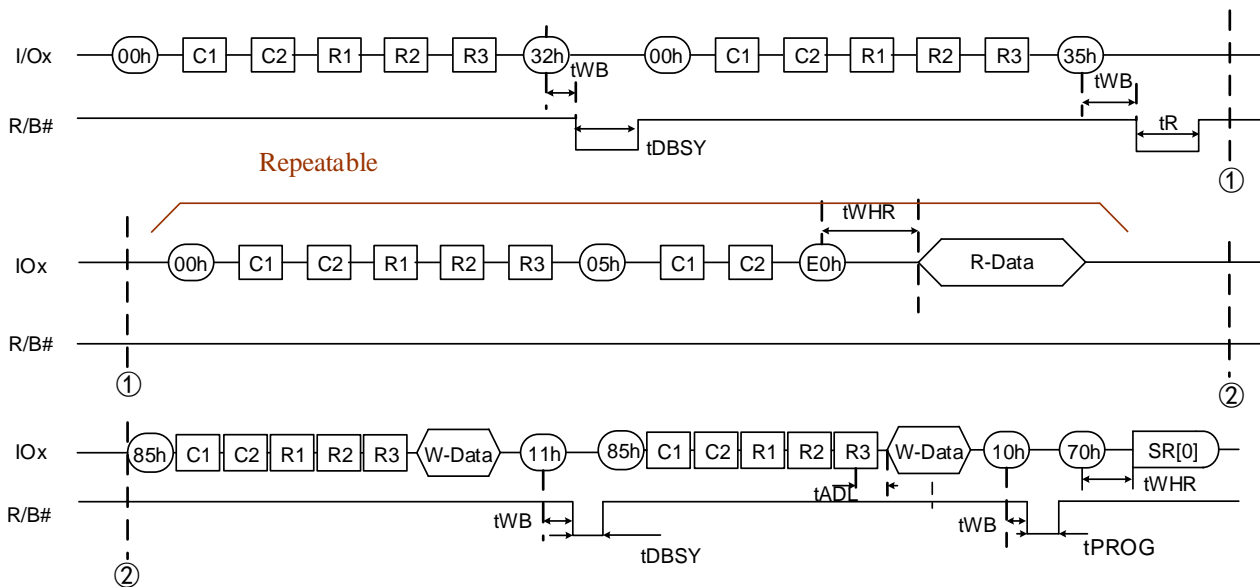 I/Ox 00h C1 C2 R1 R2 R3 32h 00h C1 C2 R1 R2 R3 35h
tWB tWB
R/B# tDBSY tR
①
Repeatable
tWHR
IOx 00h C1 C2 R1 R2 R3 05h C1 C2 E0h R-Data
R/B#
① ②
IOx 85h C1 C2 R1 R2 R3 W-Data 11h 85h C1 C2 R1 R2 R3 W-Data 10h 70h SR[0]
tADL tWHR
R/B# tWB tDBSY tWB tPROG
②